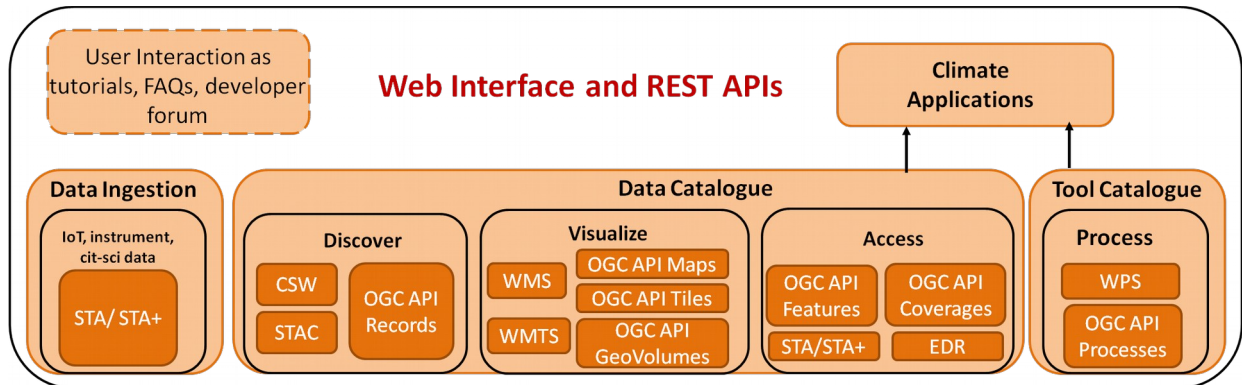 User Interaction as
tutorials, FAQs, developer
forum
Web Interface and REST APIs
Climate
Applications
Data Ingestion
IoT, instrument,
cit-sci data
STA/ STA+
Data Catalogue
Discover
CSW
STAC
OGC API
Records
Visualize
WMS
WMTS
OGC API Maps
OGC API Tiles
OGC API
GeoVolumes
Access
OGC API
Features
OGC API
Coverages
STA/STA+
EDR
Tool Catalogue
Process
WPS
OGC API
Processes